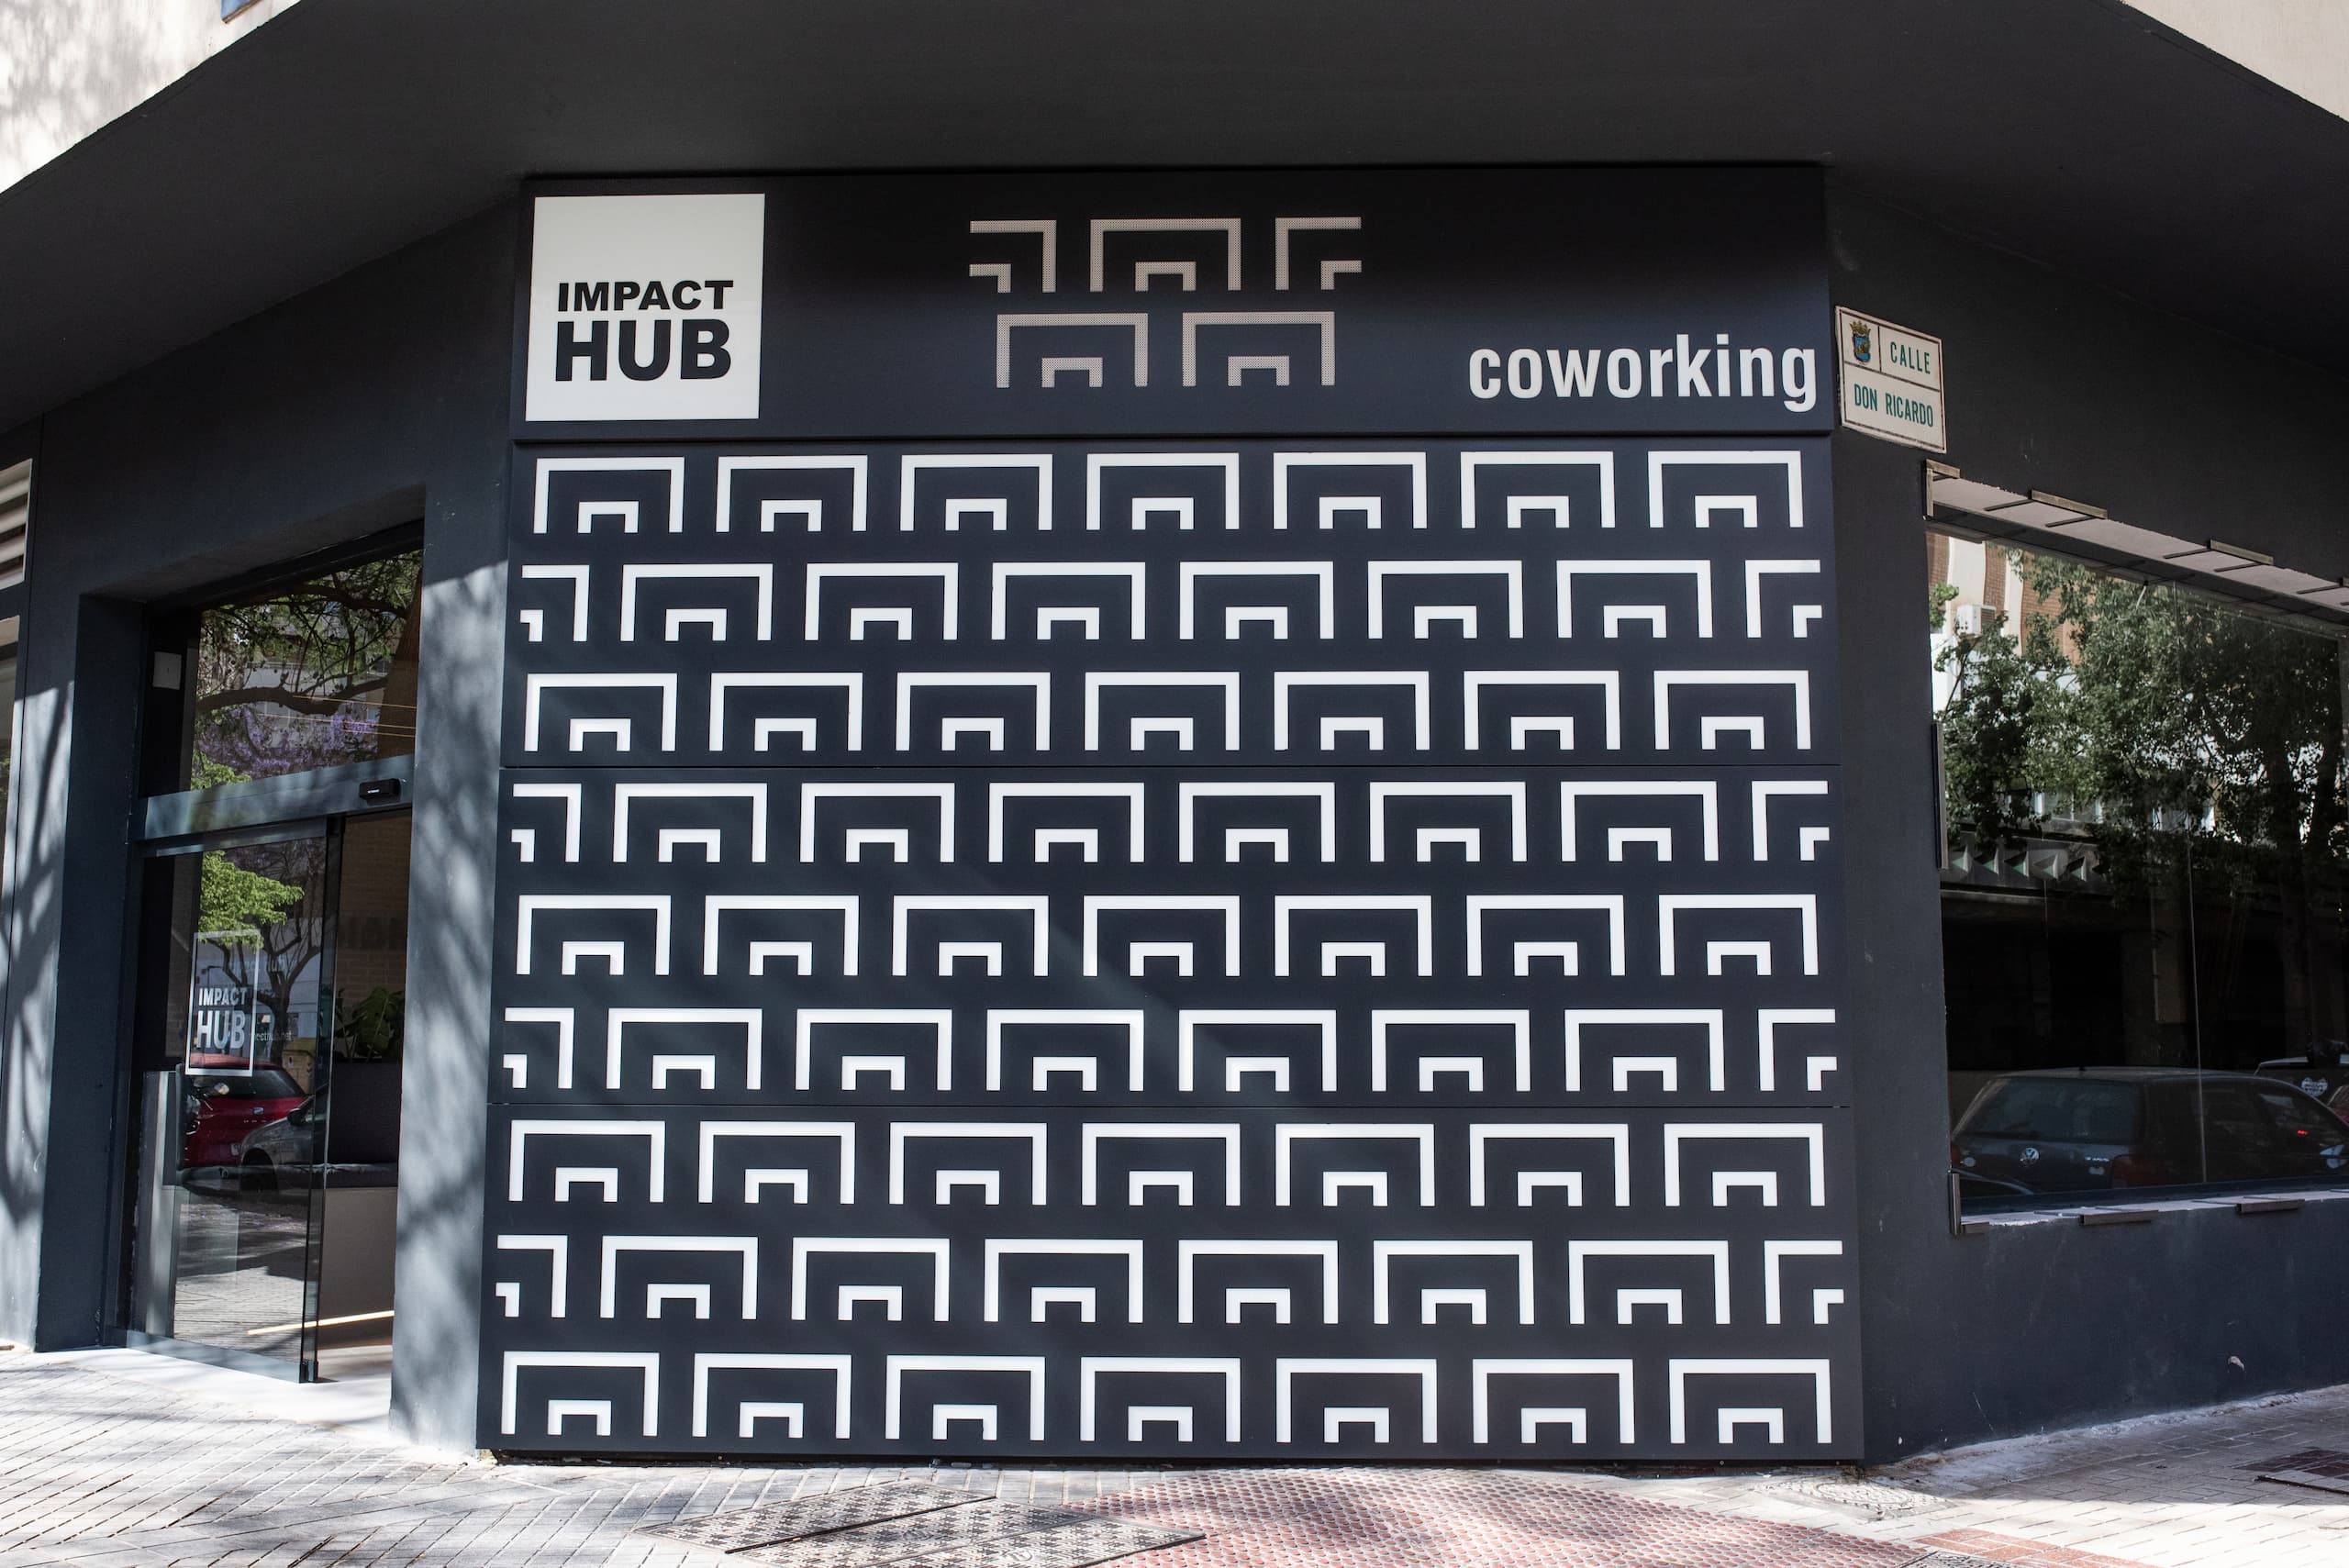 IMPACT
HUB
coworking
CALLE
DON RICARDO
IMPACT
HUB